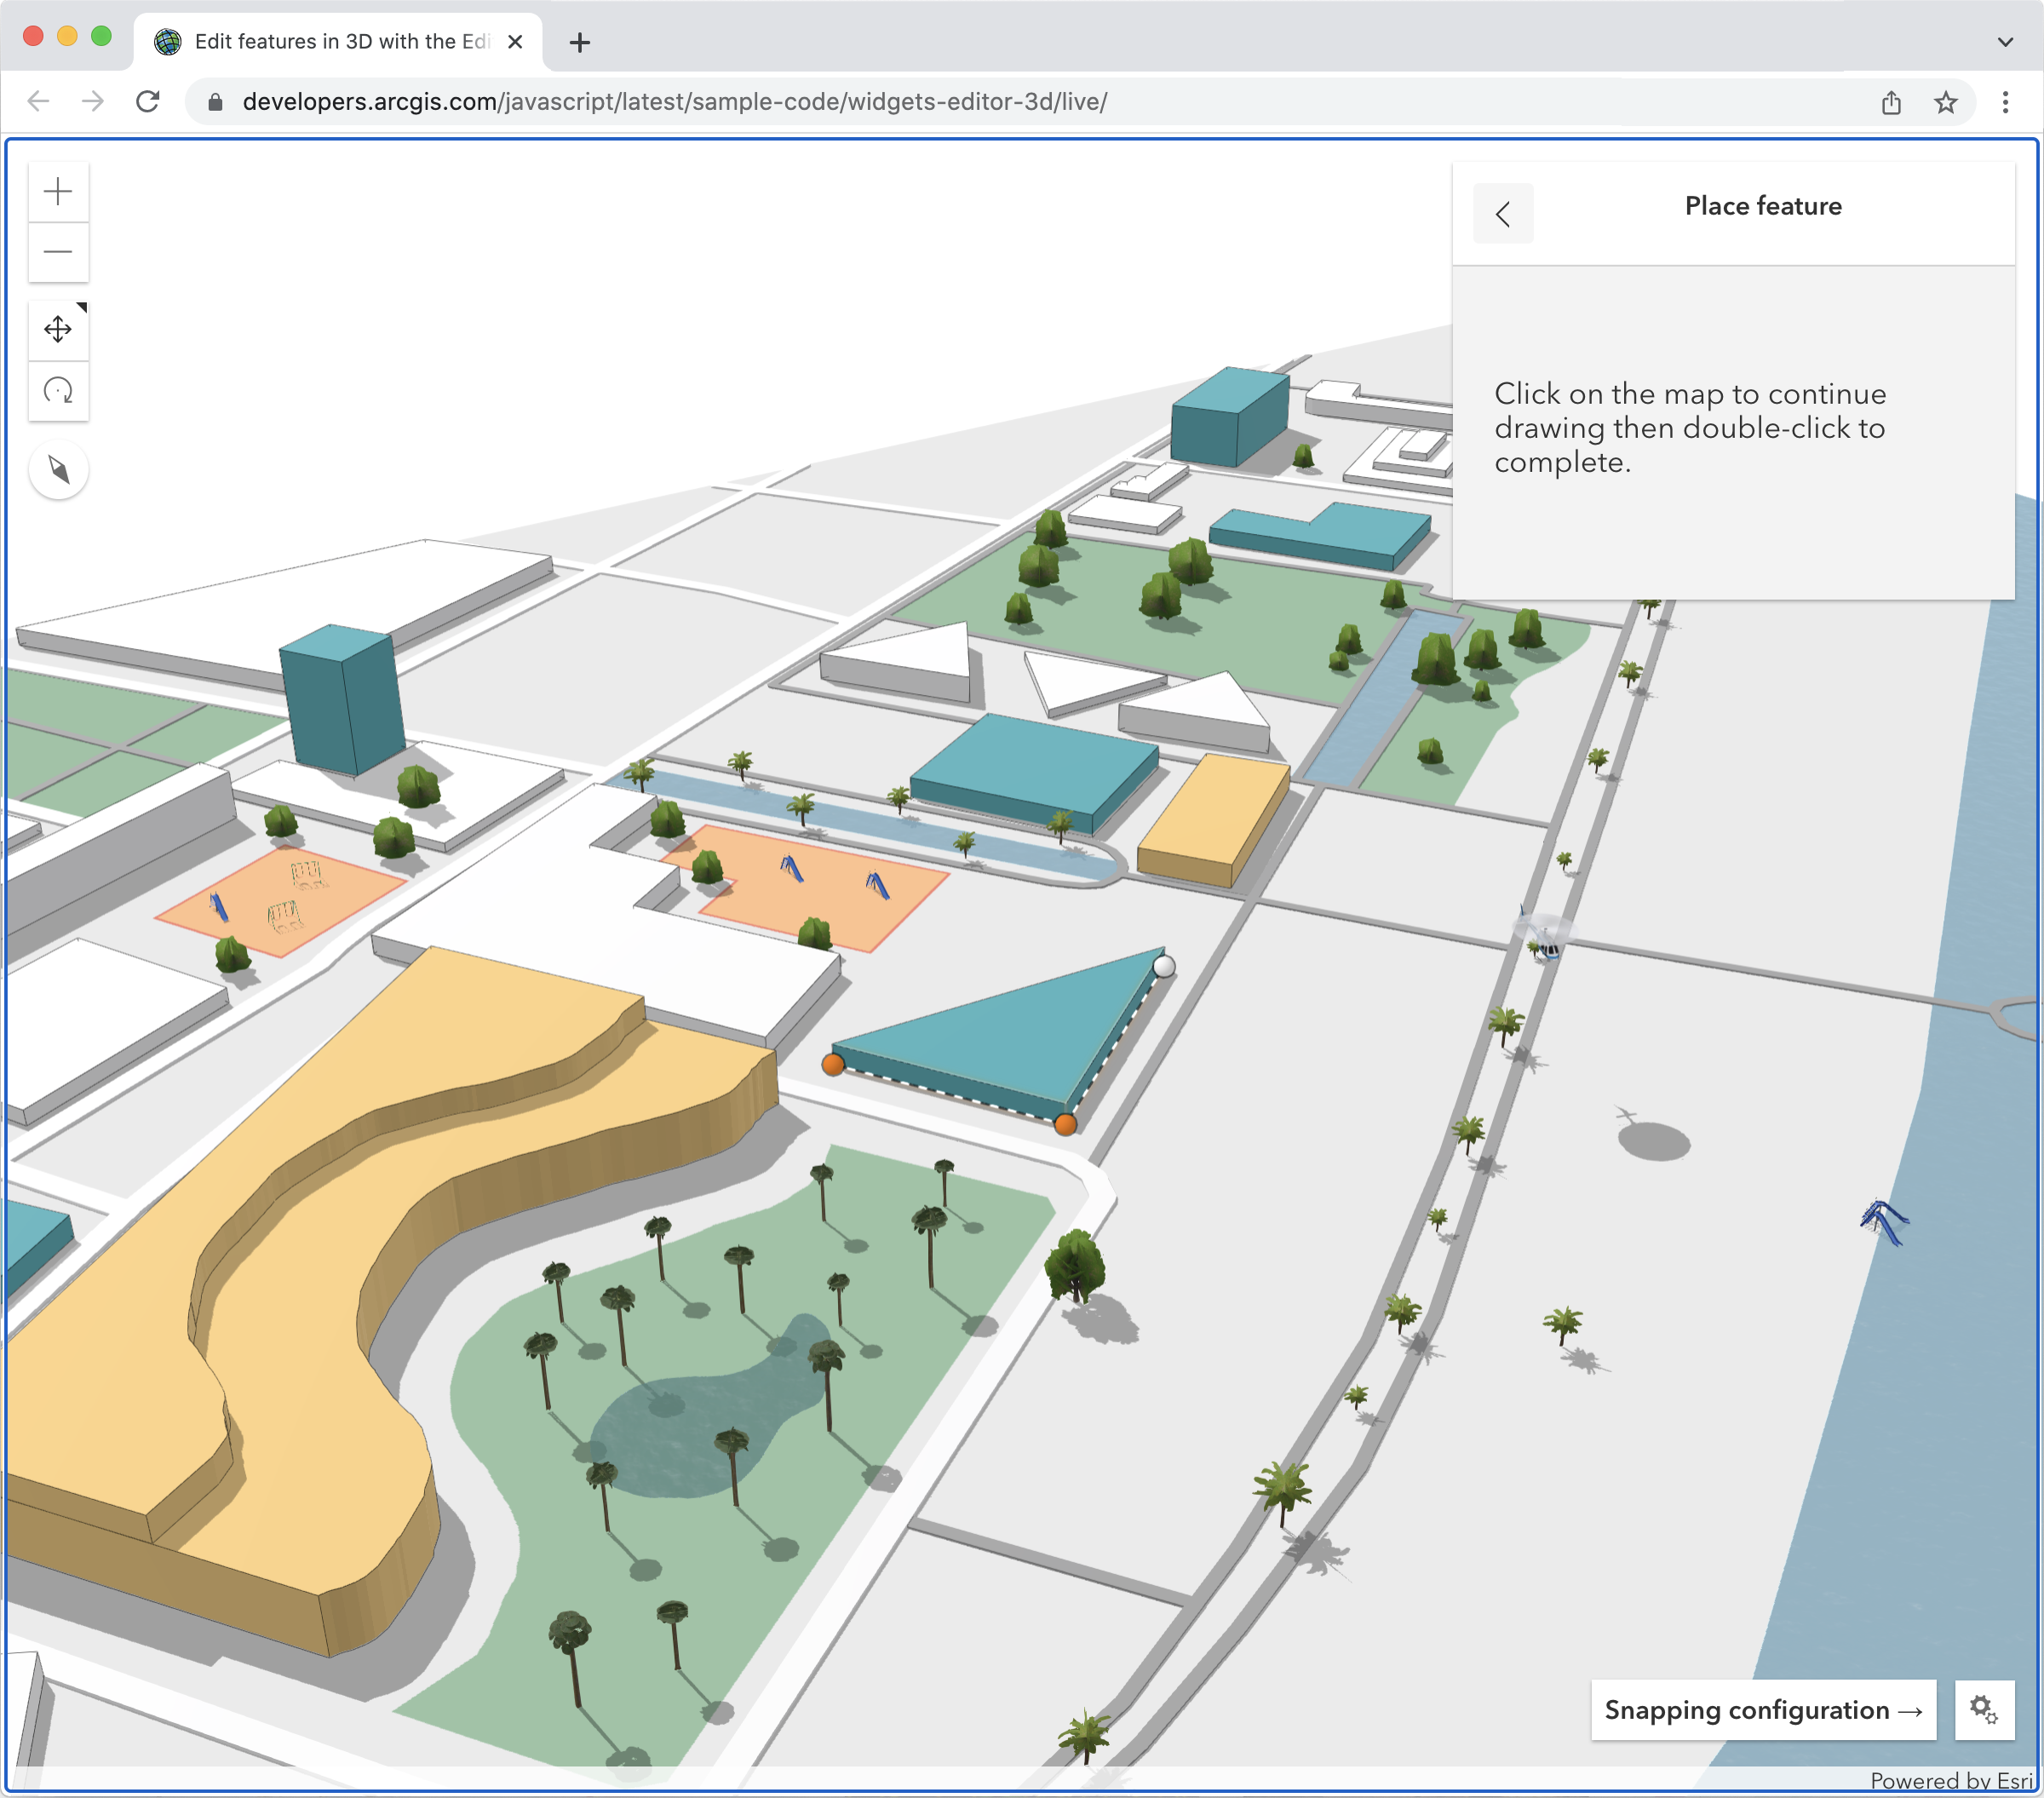 Edit features in 3D with the Edi
developers.arcgis.com/javascript/latest/sample-code/widgets-editor-3d/live/
Place feature
Click on the map to continue
drawing then double-click to
complete.
Snapping configuration →
Powered by Esri